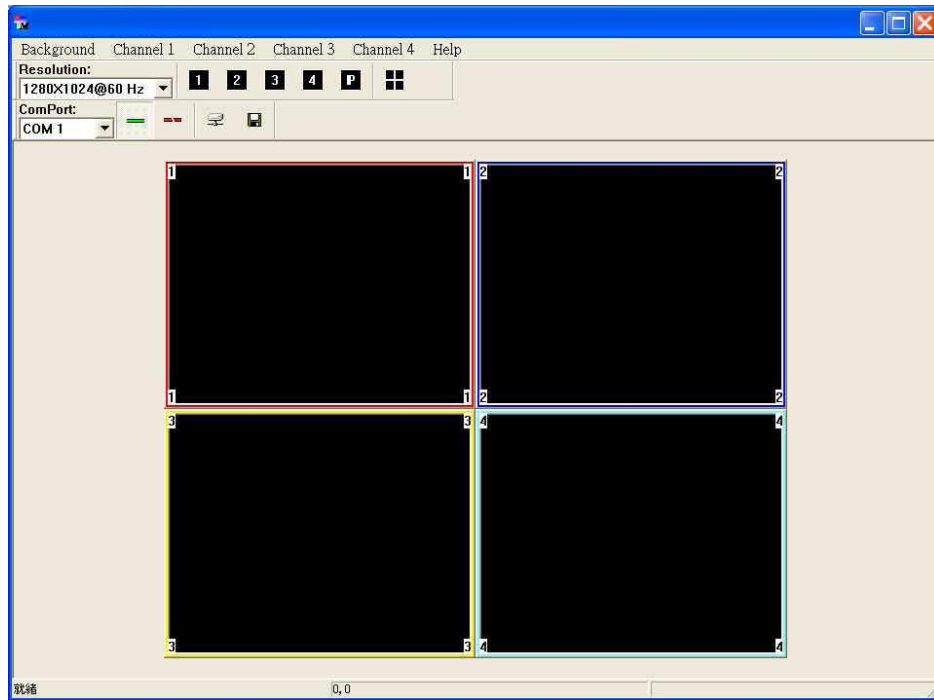 Background Channel 1 Channel 2 Channel 3 Channel 4 Help
Resolution:
1280X1024@60 Hz 1 2 3 4 P
ComPort:
COM 1
1 1 2 2
1 1 2 2
3 3 4 4
3 3 4 4
就緒 0,0